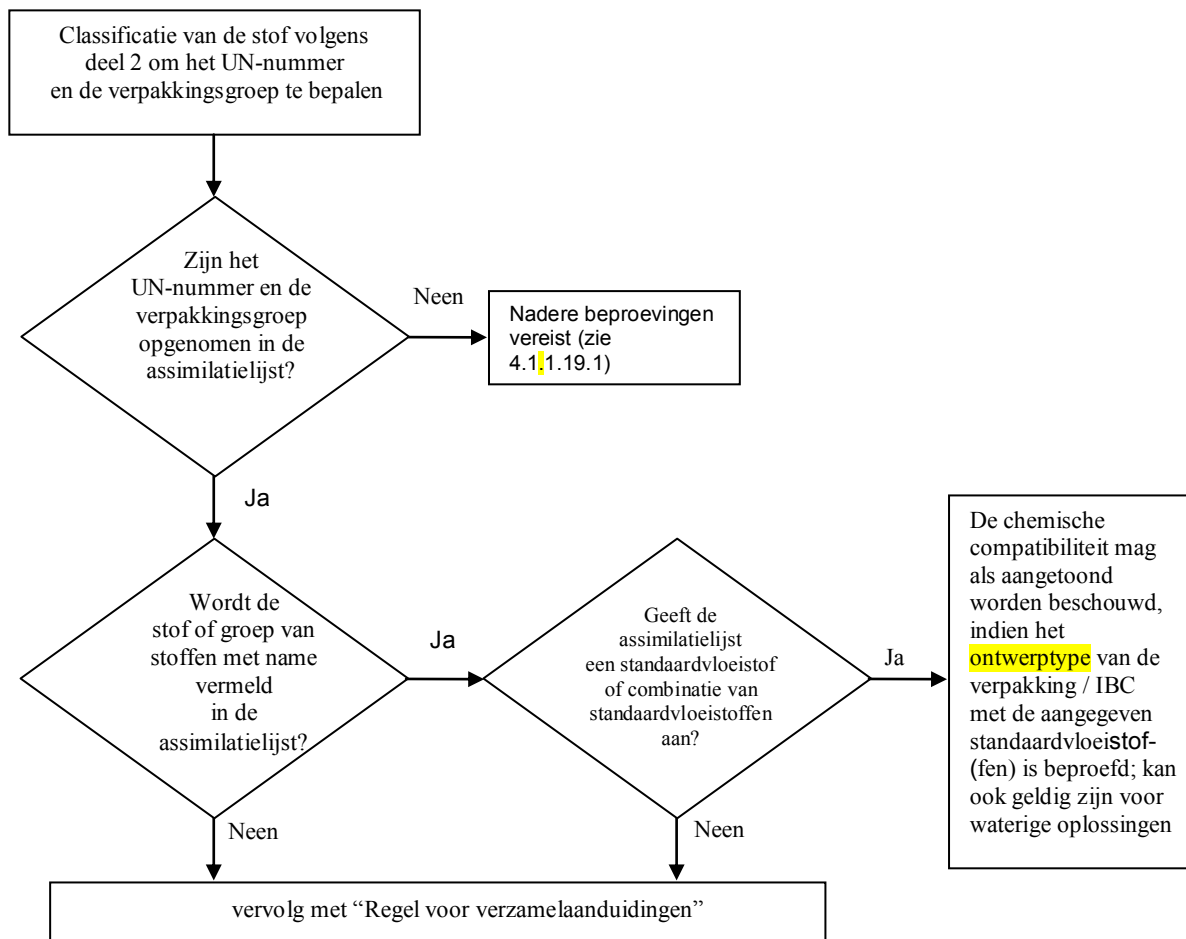 Classificatie van de stof volgens
deel 2 om het UN-nummer
en de verpakkingsgroep te bepalen
Zijn het
UN-nummer en de
verpakkingsgroep
opgenomen in de
assimilatielijst?
Neen
Nadere beproevingen
vereist (zie
4.1.1.19.1)
Ja
Wordt de
stof of groep van
stoffen met name
vermeld
in de
assimilatielijst?
Ja
Geeft de
assimilatielijst
een standaardvloeistof
of combinatie van
standaardvloeistoffen
aan?
Ja
De chemische
compatibiliteit mag
als aangetoond
worden beschouwd,
indien het
ontwerptype van de
verpakking / IBC
met de aangegeven
standaardvloeistof-
(fen) is beproefd; kan
ook geldig zijn voor
waterige oplossingen
Neen
Neen
vervolg met “Regel voor verzamelaanduidingen”